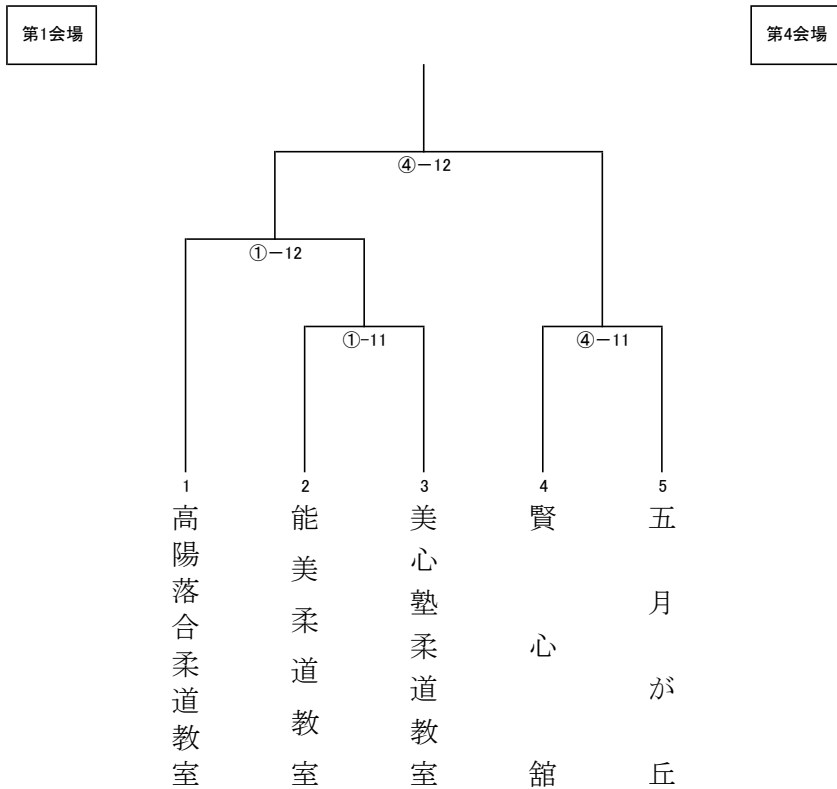 第1会場
第4会場
④－12
①－12
①-11
④－11
1
2
3
4
5
高陽落合柔道教室
能美柔道教室
美心塾柔道教室
賢心舘
五月が丘